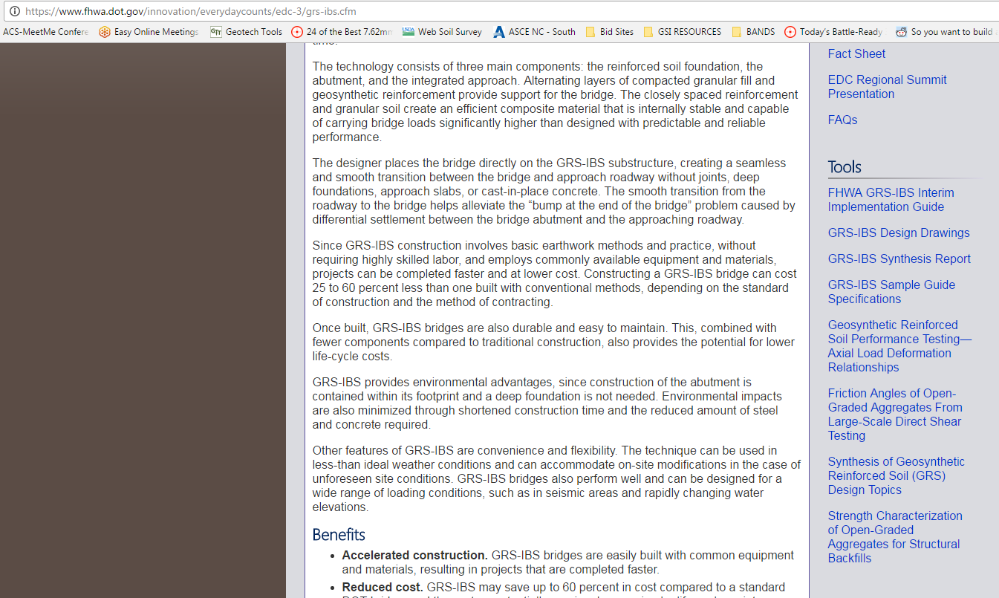 https://www.fhwa.dot.gov/innovation/everydaycounts/edc-3/grs-ibs.cfm
ACS-MeetMe Confere
Easy Online Meetings
GTT
Geotech Tools
24 of the Best 7.62mm
USDA
Web Soil Survey
ASCE NC - South
Bid Sites
GSI RESOURCES
BANDS
Today's Battle-Ready
So you want to build
time.
The technology consists of three main components: the reinforced soil foundation, the
abutment, and the integrated approach. Alternating layers of compacted granular fill and
geosynthetic reinforcement provide support for the bridge. The closely spaced reinforcement
and granular soil create an efficient composite material that is internally stable and capable
of carrying bridge loads significantly higher than designed with predictable and reliable
performance.
The designer places the bridge directly on the GRS-IBS substructure, creating a seamless
and smooth transition between the bridge and approach roadway without joints, deep
foundations, approach slabs, or cast-in-place concrete. The smooth transition from the
roadway to the bridge helps alleviate the “bump at the end of the bridge” problem caused by
differential settlement between the bridge abutment and the approaching roadway.
Since GRS-IBS construction involves basic earthwork methods and practice, without
requiring highly skilled labor, and employs commonly available equipment and materials,
projects can be completed faster and at lower cost. Constructing a GRS-IBS bridge can cost
25 to 60 percent less than one built with conventional methods, depending on the standard
of construction and the method of contracting.
Once built, GRS-IBS bridges are also durable and easy to maintain. This, combined with
fewer components compared to traditional construction, also provides the potential for lower
life-cycle costs.
GRS-IBS provides environmental advantages, since construction of the abutment is
contained within its footprint and a deep foundation is not needed. Environmental impacts
are also minimized through shortened construction time and the reduced amount of steel
and concrete required.
Other features of GRS-IBS are convenience and flexibility. The technique can be used in
less-than ideal weather conditions and can accommodate on-site modifications in the case of
unforeseen site conditions. GRS-IBS bridges also perform well and can be designed for a
wide range of loading conditions, such as in seismic areas and rapidly changing water
elevations.
Benefits
• Accelerated construction. GRS-IBS bridges are easily built with common equipment
and materials, resulting in projects that are completed faster.
• Reduced cost. GRS-IBS may save up to 60 percent in cost compared to a standard
Fact Sheet
EDC Regional Summit
Presentation
FAQs
Tools
FHWA GRS-IBS Interim
Implementation Guide
GRS-IBS Design Drawings
GRS-IBS Synthesis Report
GRS-IBS Sample Guide
Specifications
Geosynthetic Reinforced
Soil Performance Testing—
Axial Load Deformation
Relationships
Friction Angles of Open-
Graded Aggregates From
Large-Scale Direct Shear
Testing
Synthesis of Geosynthetic
Reinforced Soil (GRS)
Design Topics
Strength Characterization
of Open-Graded
Aggregates for Structural
Backfills